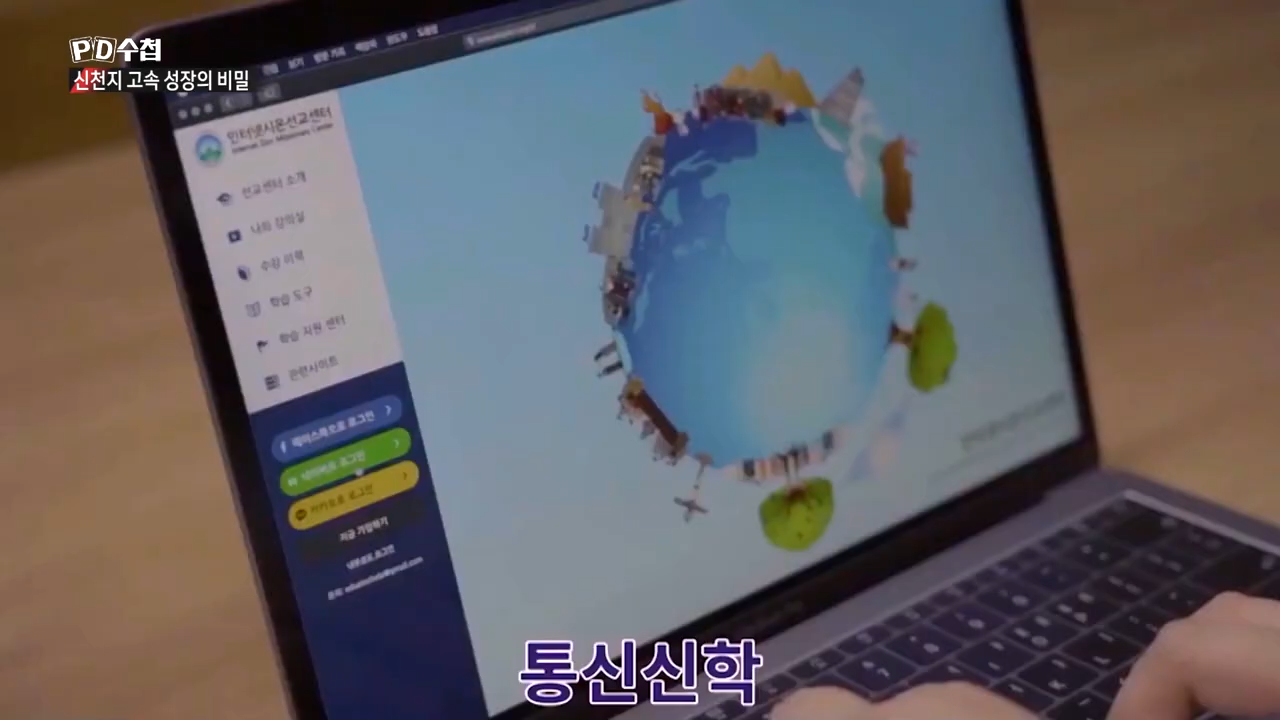 PD수첩
신천지 고속 성장의 비밀
인터넷시온선교센터
Internet Zion Missionary Center
선교센터 소개
나의 강의실
수강 이력
학습 도구
학습 지원 센터
관련사이트
페이스북으로 로그인
네이버로 로그인
카카오로 로그인
지금 가입하기
통신신학